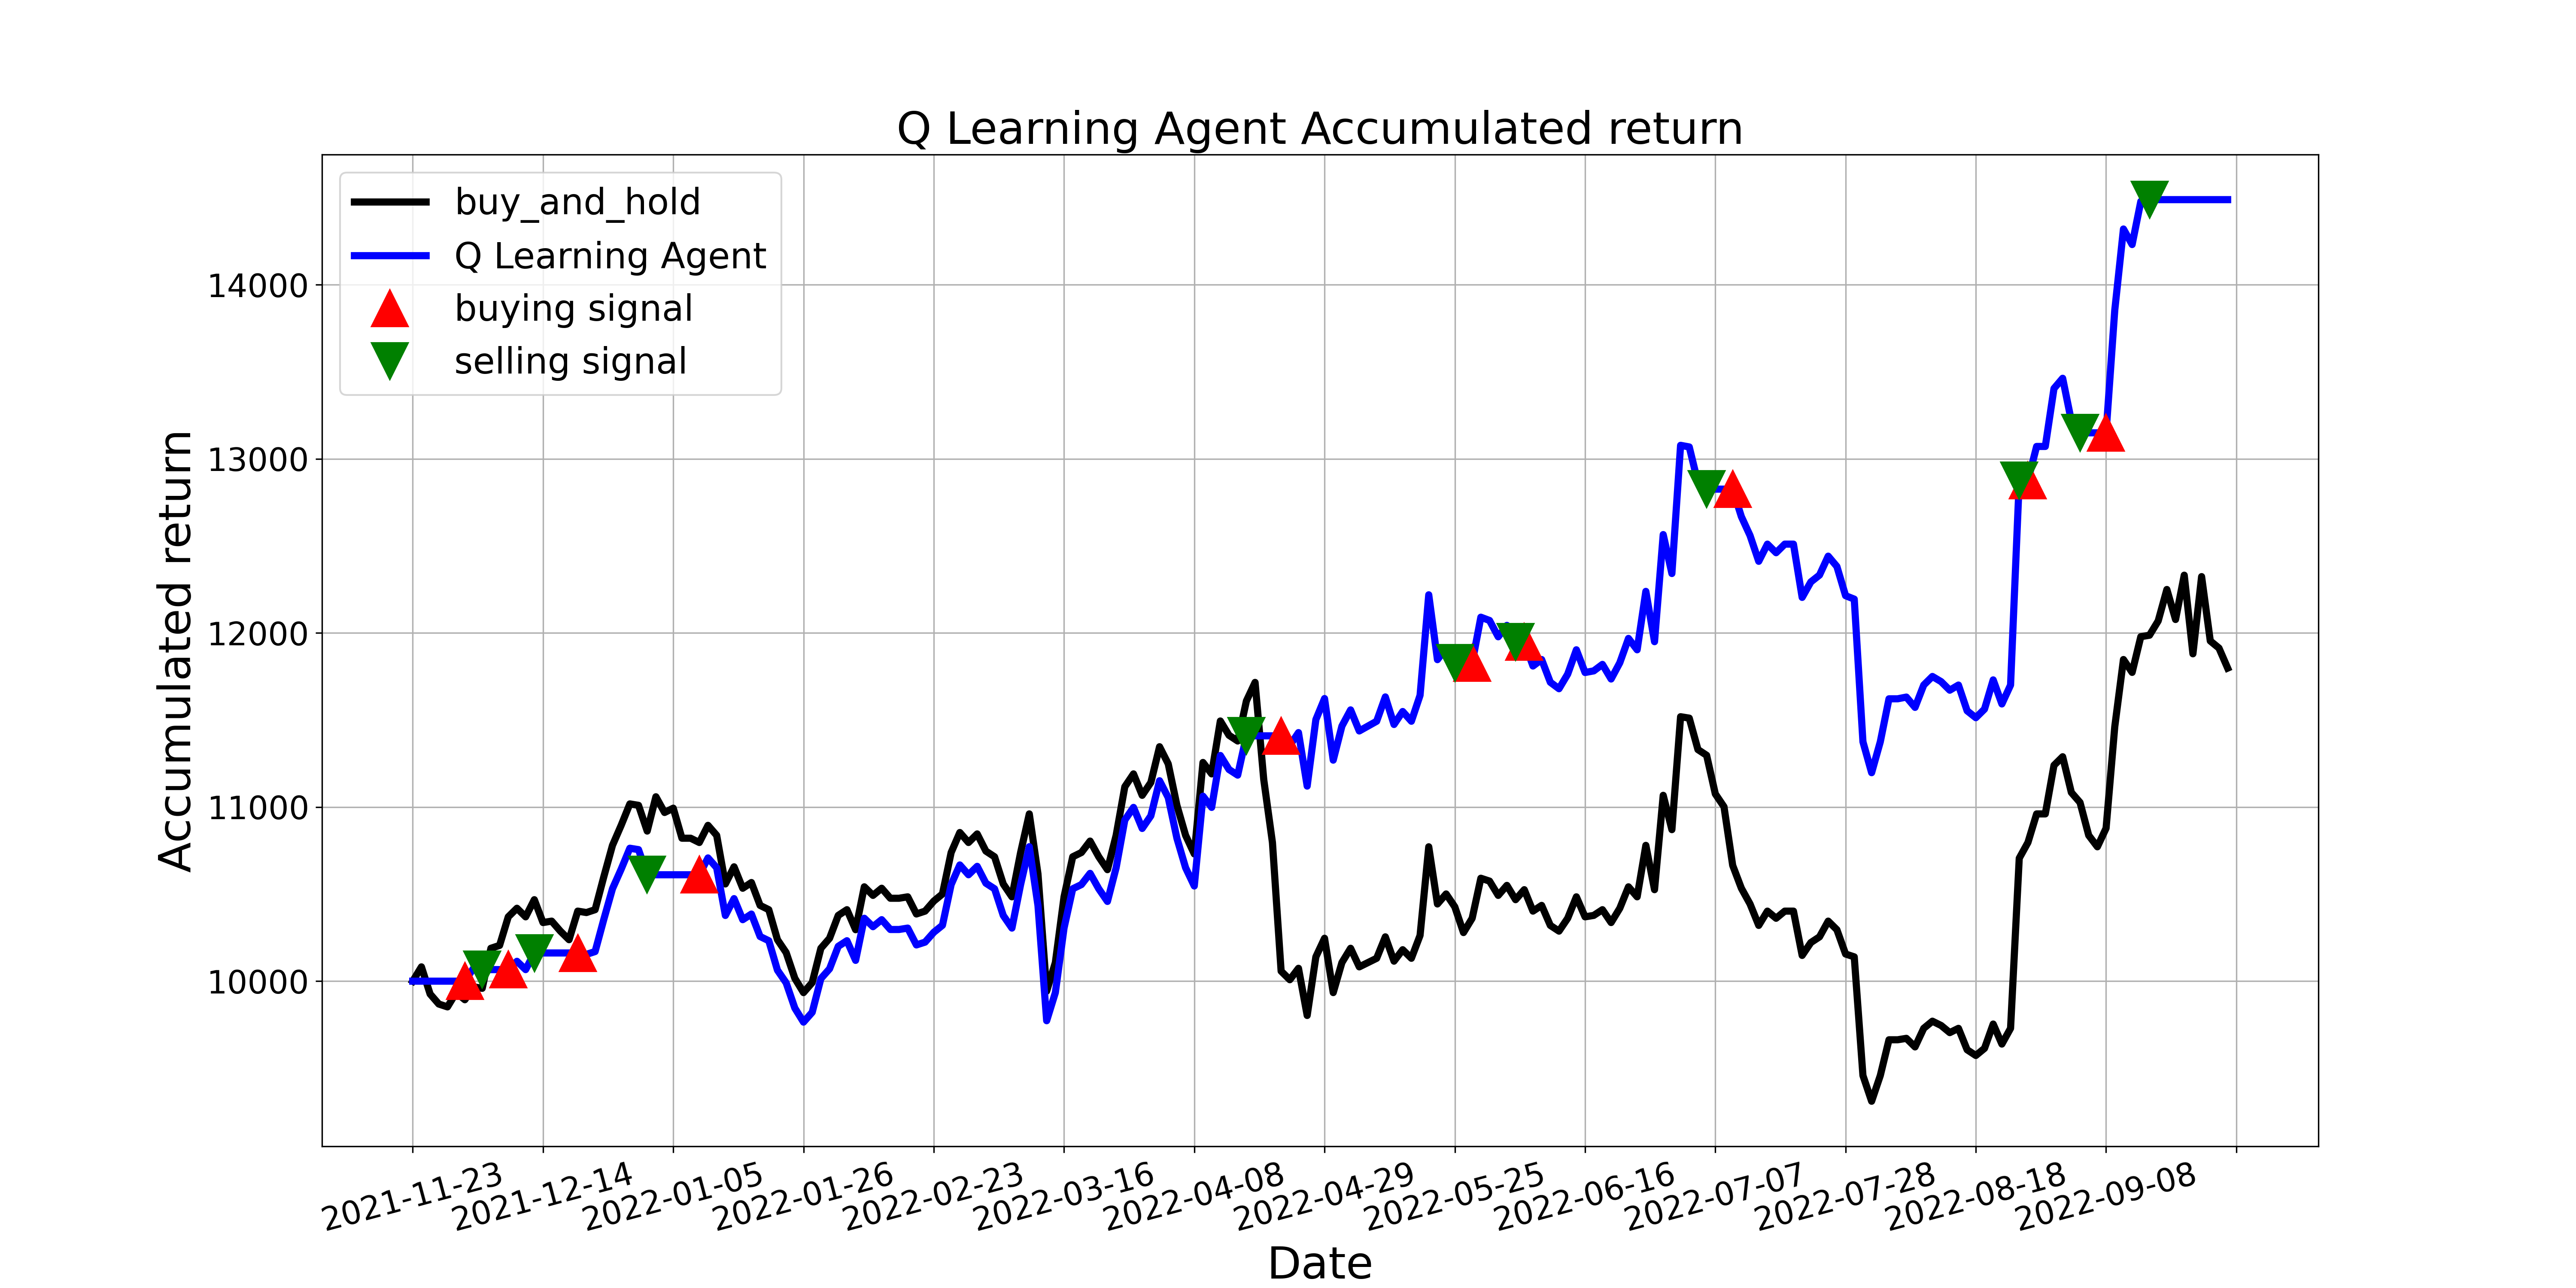 Q Learning Agent Accumulated return
buy_and_hold
Q Learning Agent
buying signal
selling signal
Accumulated return
14000
13000
12000
11000
10000
2021-11-23
2021-12-14
2022-01-05
2022-01-26
2022-02-23
2022-03-16
2022-04-08
2022-04-29
2022-05-25
2022-06-16
2022-07-07
2022-07-28
2022-08-18
2022-09-08
Date